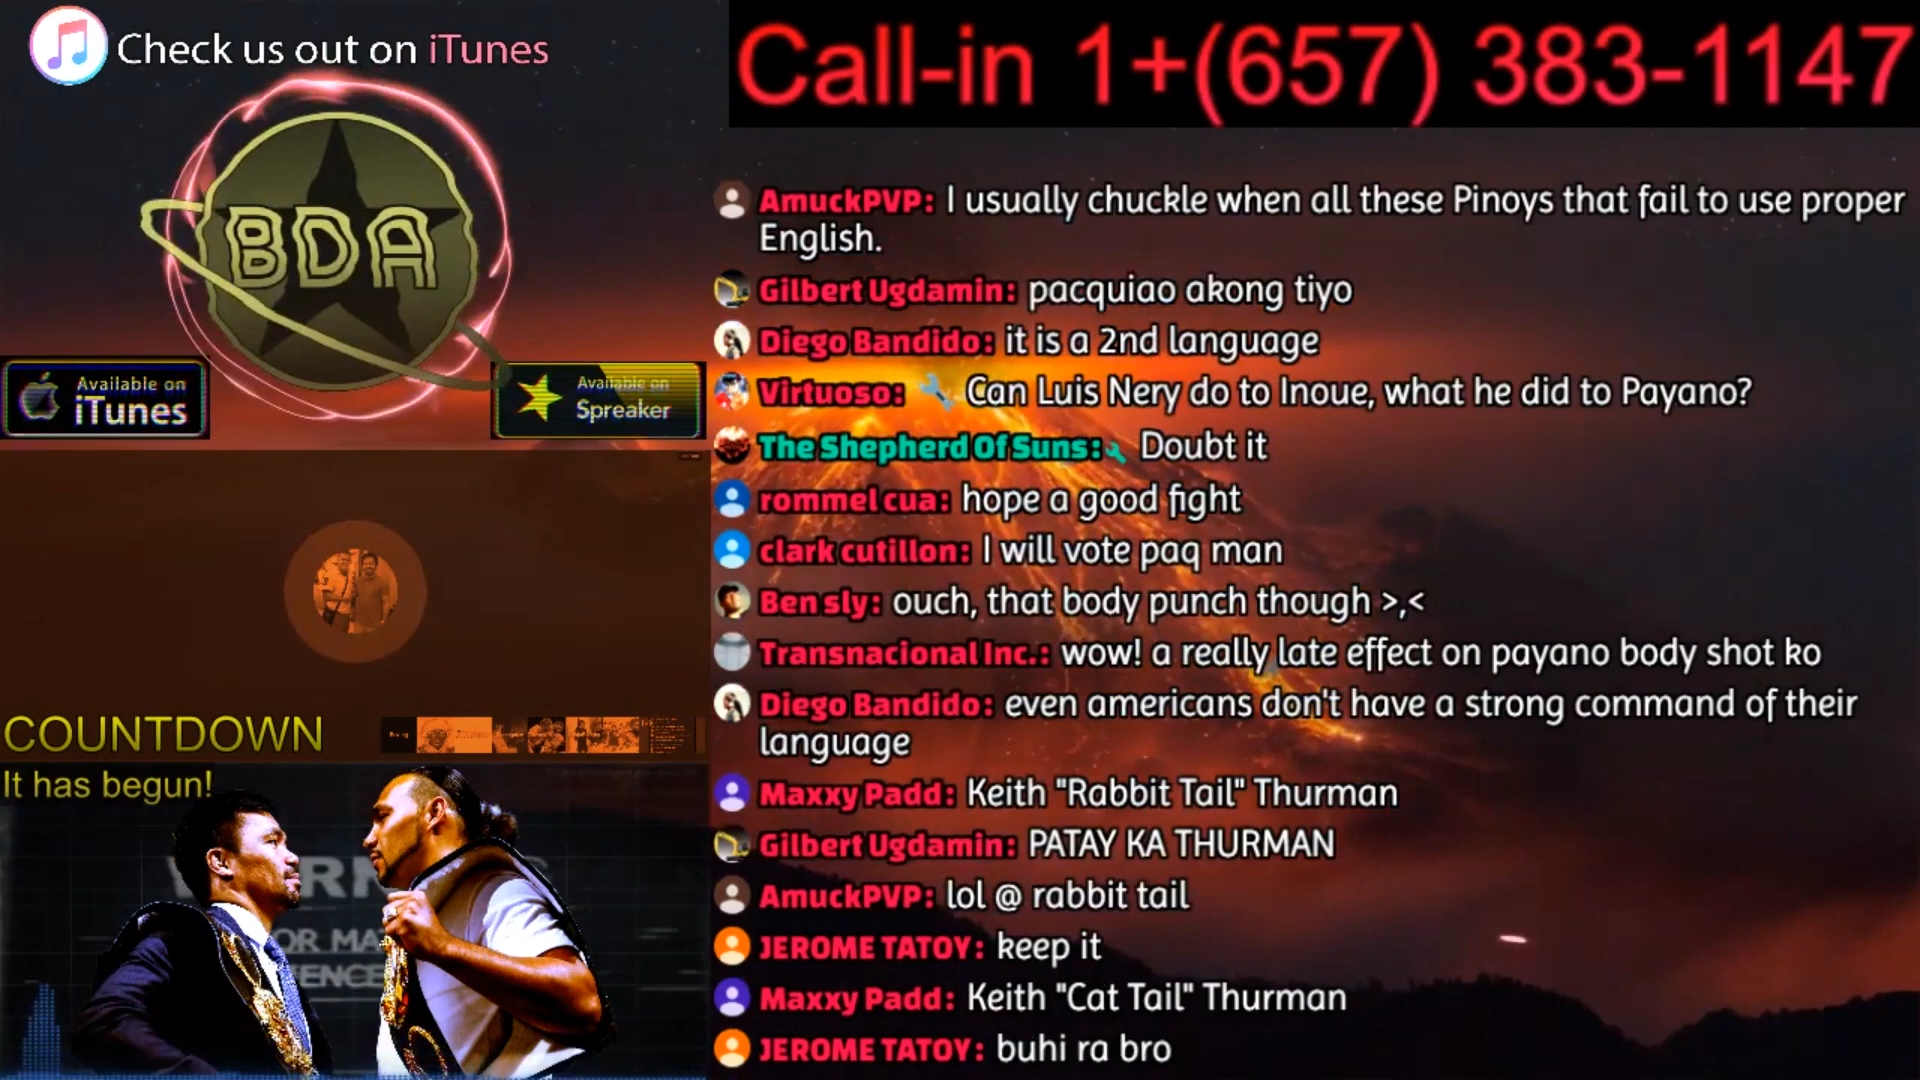 Check us out on iTunes
Call-in 1+(657) 383-1147
BDA
Available on
iTunes
Available on
Spreaker
COUNTDOWN
It has begun!
AmuckPVP: I usually chuckle when all these Pinoys that fail to use proper
English.
Gilbert Ugdamin: pacquiao akong tiyo
Diego Bandido: it is a 2nd language
Virtuoso: Can Luis Nery do to Inoue, what he did to Payano?
The Shepherd Of Suns: Doubt it
rommel cua: hope a good fight
clark cutillon: I will vote paq man
Ben sly: ouch, that body punch though >,<
Transnacional Inc.: wow! a really late effect on payano body shot ko
Diego Bandido: even americans don't have a strong command of their
language
Maxxy Padd: Keith "Rabbit Tail" Thurman
Gilbert Ugdamin: PATAY KA THURMAN
AmuckPVP: lol @ rabbit tail
JEROME TATOY: keep it
Maxxy Padd: Keith "Cat Tail" Thurman
JEROME TATOY: buhi ra bro